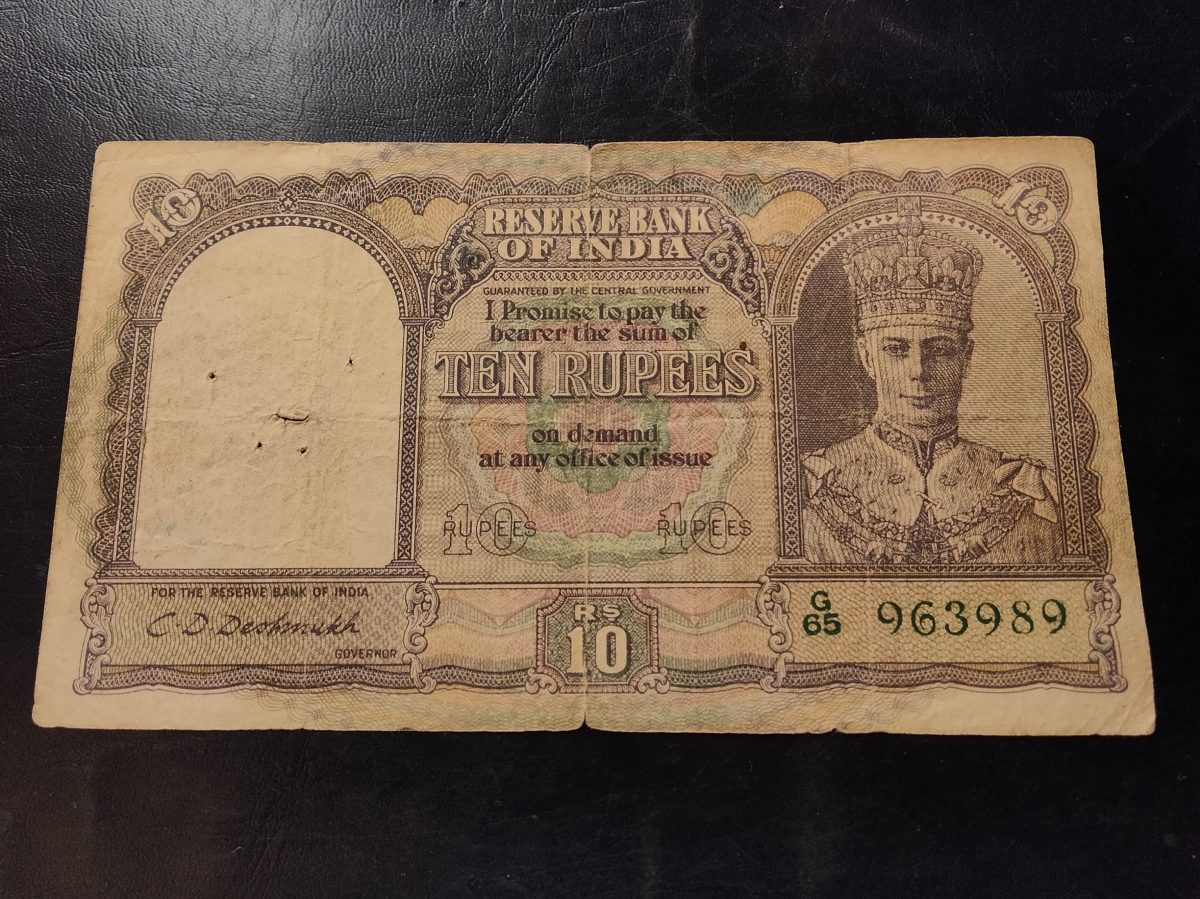 10
10
RESERVE BANK
OF INDIA
GUARANTEED BY THE CENTRAL GOVERNMENT
I Promise to pay the
bearer the sum of
TEN RUPEES
on demand
at any office of issue
10 RUPEES
10 RUPEES
FOR THE RESERVE BANK OF INDIA
C D Deshmukh
GOVERNOR
RS
10
G
65 963989